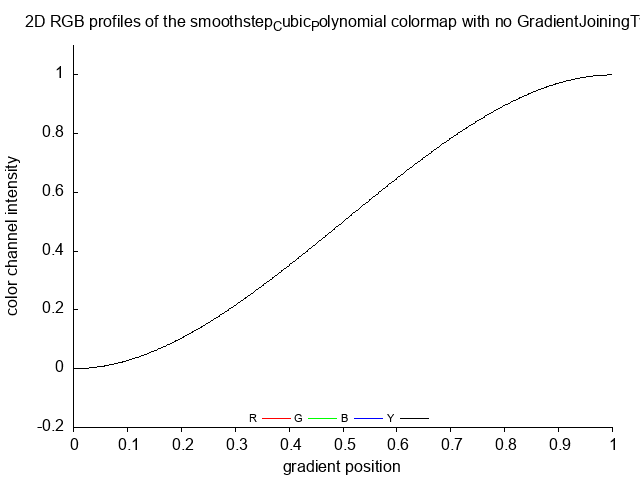 2D RGB profiles of the smoothstepCubicPolynomial colormap with no GradientJoiningT
color channel intensity
1
0.8
0.6
0.4
0.2
0
-0.2
R G B Y
0 0.1 0.2 0.3 0.4 0.5 0.6 0.7 0.8 0.9 1
gradient position